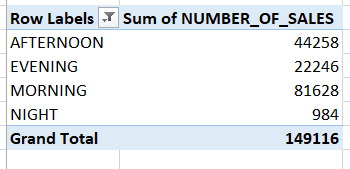 Row Labels Sum of NUMBER_OF_SALES
AFTERNOON 44258
EVENING 22246
MORNING 81628
NIGHT 984
Grand Total 149116